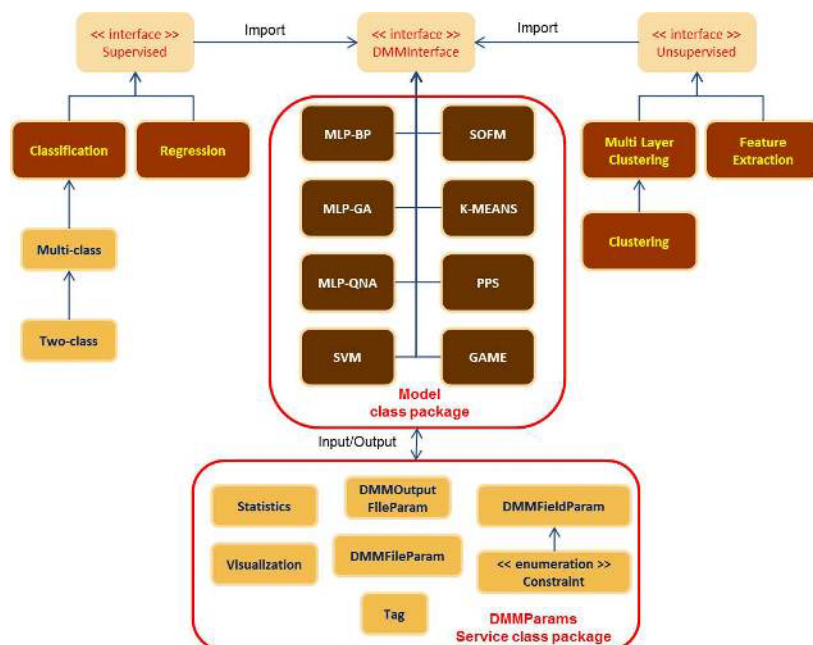 << interface >>
Supervised
Import
<< interface >>
DMMInterface
Import
<< interface >>
Unsupervised
Classification
Regression
Multi-class
Two-class
MLP-BP
SOFM
MLP-GA
K-MEANS
MLP-QNA
PPS
SVM
GAME
Model
class package
Multi Layer
Clustering
Feature
Extraction
Clustering
Input/Output
Statistics
DMMOutput
FileParam
DMMFieldParam
Visualization
DMMFileParam
<< enumeration >>
Constraint
Tag
DMMParams
Service class package